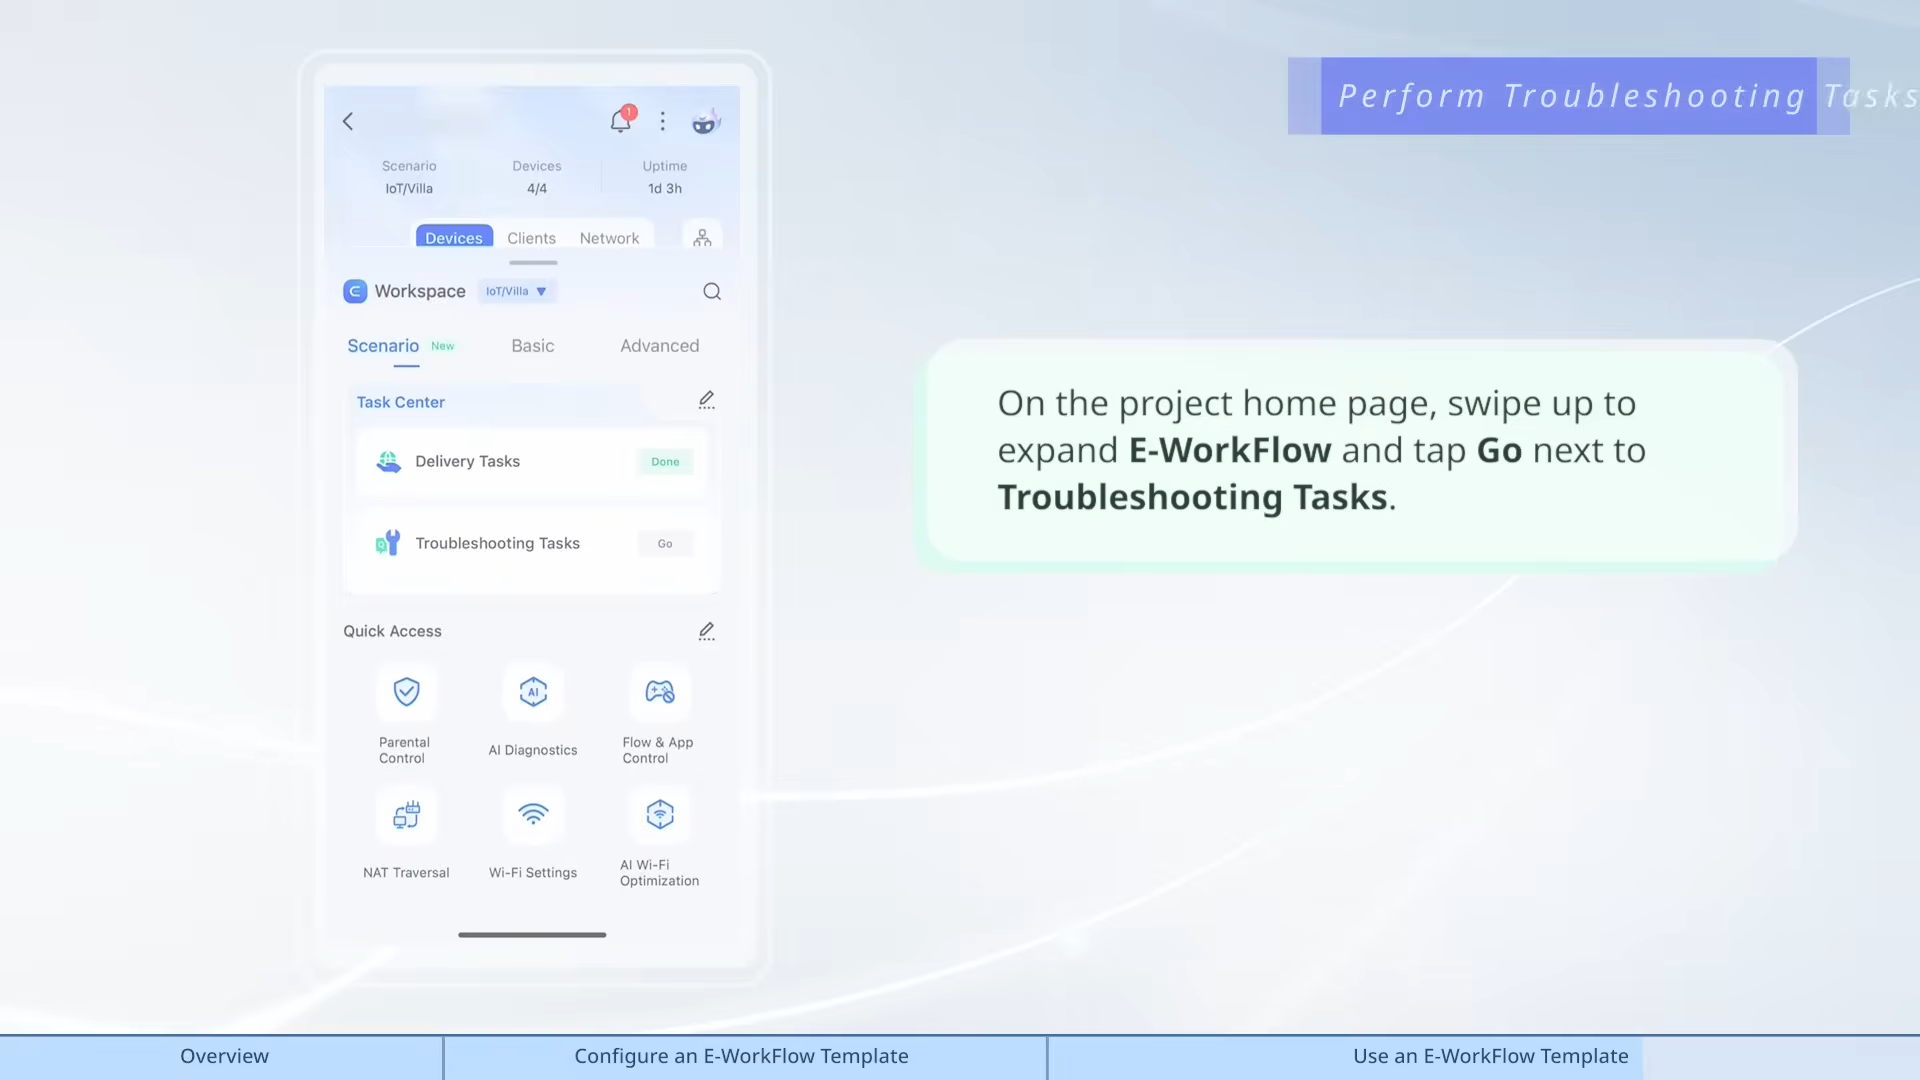 Perform Troubleshooting Tasks
1
Scenario Devices Uptime
IoT/Villa 4/4 1d 3h
Devices Clients Network
Workspace IoT/Villa ▼
Scenario New Basic Advanced
Task Center
Delivery Tasks Done
Troubleshooting Tasks Go
Quick Access
AI
Parental
Control
AI Diagnostics
Flow & App
Control
NAT Traversal
Wi-Fi Settings
AI Wi-Fi
Optimization
On the project home page, swipe up to
expand E-WorkFlow and tap Go next to
Troubleshooting Tasks.
Overview Configure an E-WorkFlow Template Use an E-WorkFlow Template